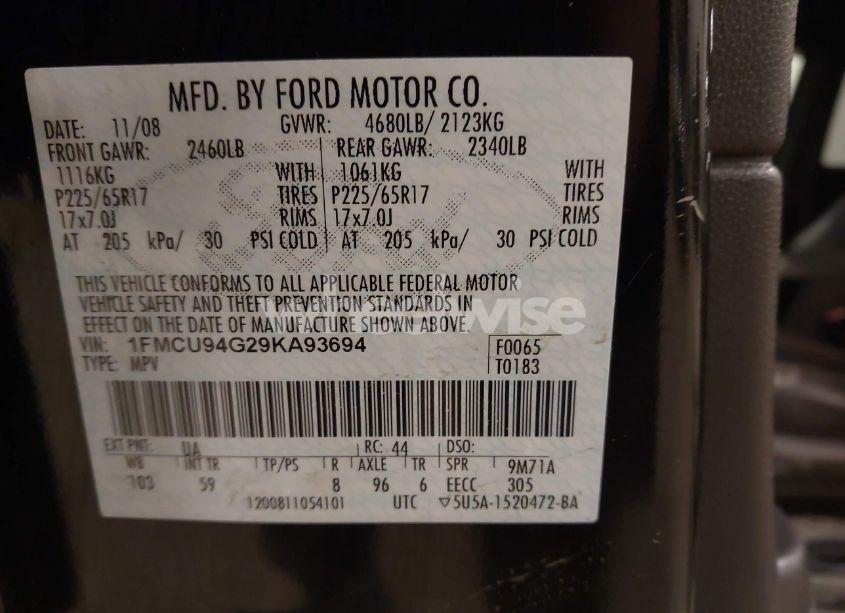 MFD. BY FORD MOTOR CO.
DATE: 11/08 GVWR: 4680LB/ 2123KG
FRONT GAWR: 2460LB REAR GAWR: 2340LB
1116KG WITH 1061KG WITH
P225/65R17 TIRES P225/65R17 TIRES
17x7.0J RIMS 17x7.0J RIMS
AT 205 kPa/ 30 PSI COLD AT 205 kPa/ 30 PSI COLD
THIS VEHICLE CONFORMS TO ALL APPLICABLE FEDERAL MOTOR
VEHICLE SAFETY AND THEFT PREVENTION STANDARDS IN
EFFECT ON THE DATE OF MANUFACTURE SHOWN ABOVE.
VIN: 1FMCU94G29KA93694 F0065
TYPE: MPV T0183
EXT PNT: UA RC: 44 DSO:
WB INT TR TP/PS R AXLE TR SPR 9M71A
103 59 8 96 6 EECC 305
1200811054101 UTC ▽5U5A-1520472-BA